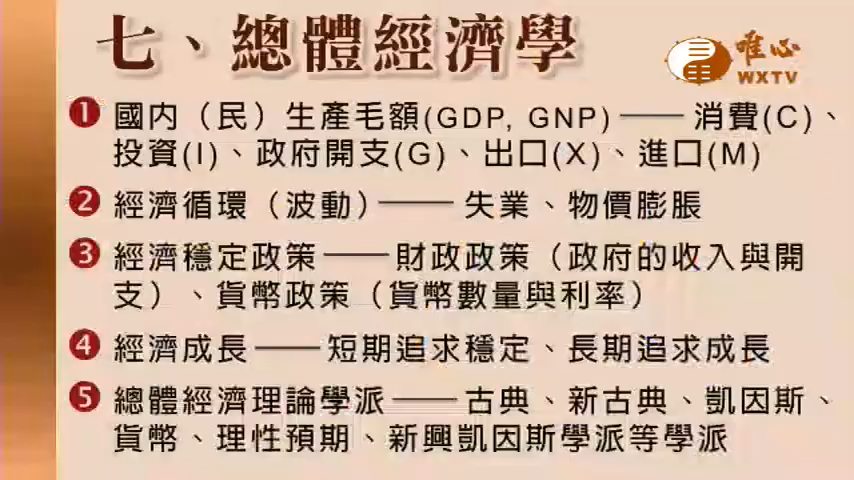 七、總體經濟學
唯心
WXTV
❶ 國內（民）生產毛額(GDP, GNP)——消費(C)、
投資(I)、政府開支(G)、出口(X)、進口(M)
❷ 經濟循環（波動）——失業、物價膨脹
❸ 經濟穩定政策——財政政策（政府的收入與開
支）、貨幣政策（貨幣數量與利率）
❹ 經濟成長——短期追求穩定、長期追求成長
❺ 總體經濟理論學派——古典、新古典、凱因斯、
貨幣、理性預期、新興凱因斯學派等學派